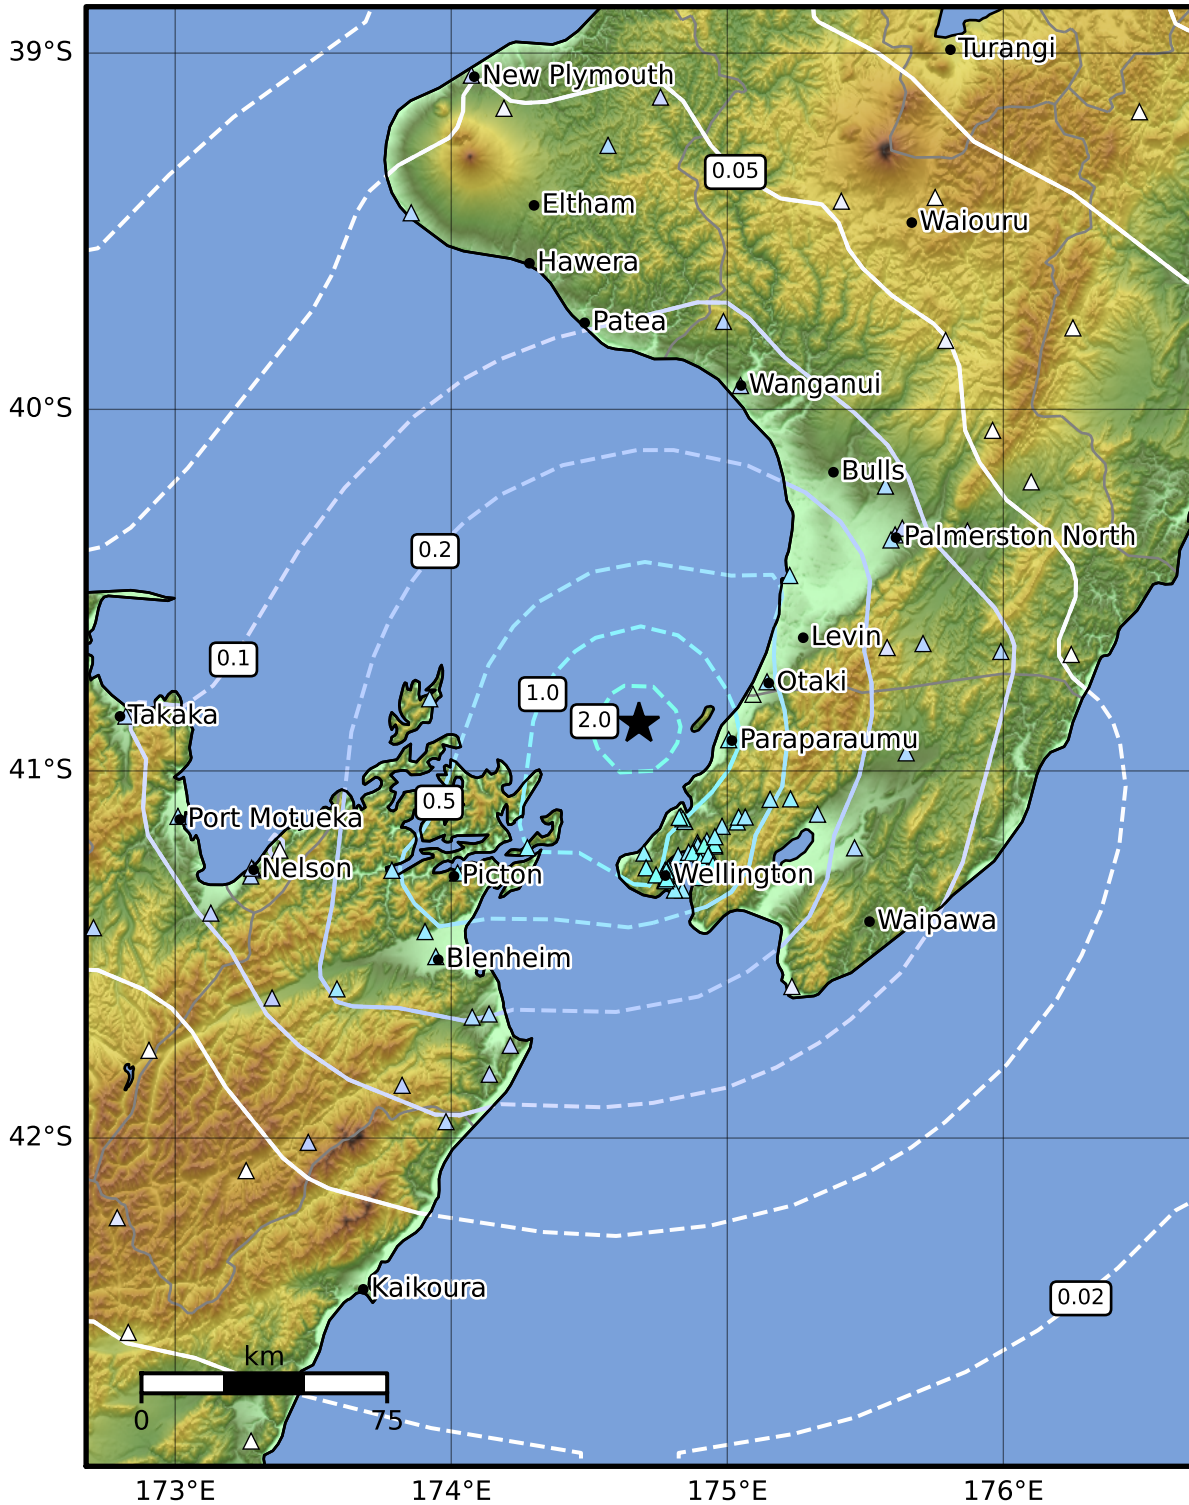 39°S
Turangi
New Plymouth
0.05
Eltham
Waiouru
Hawera
Patea
Wanganui
40°S
Bulls
Palmerston North
0.2
Levin
0.1
Otaki
1.0
2.0
Takaka
Paraparaumu
41°S
0.5
Port Motueka
Nelson
Picton
Wellington
Waipawa
Blenheim
42°S
Kaikoura
0.02
km
0
75
173°E
174°E
175°E
176°E